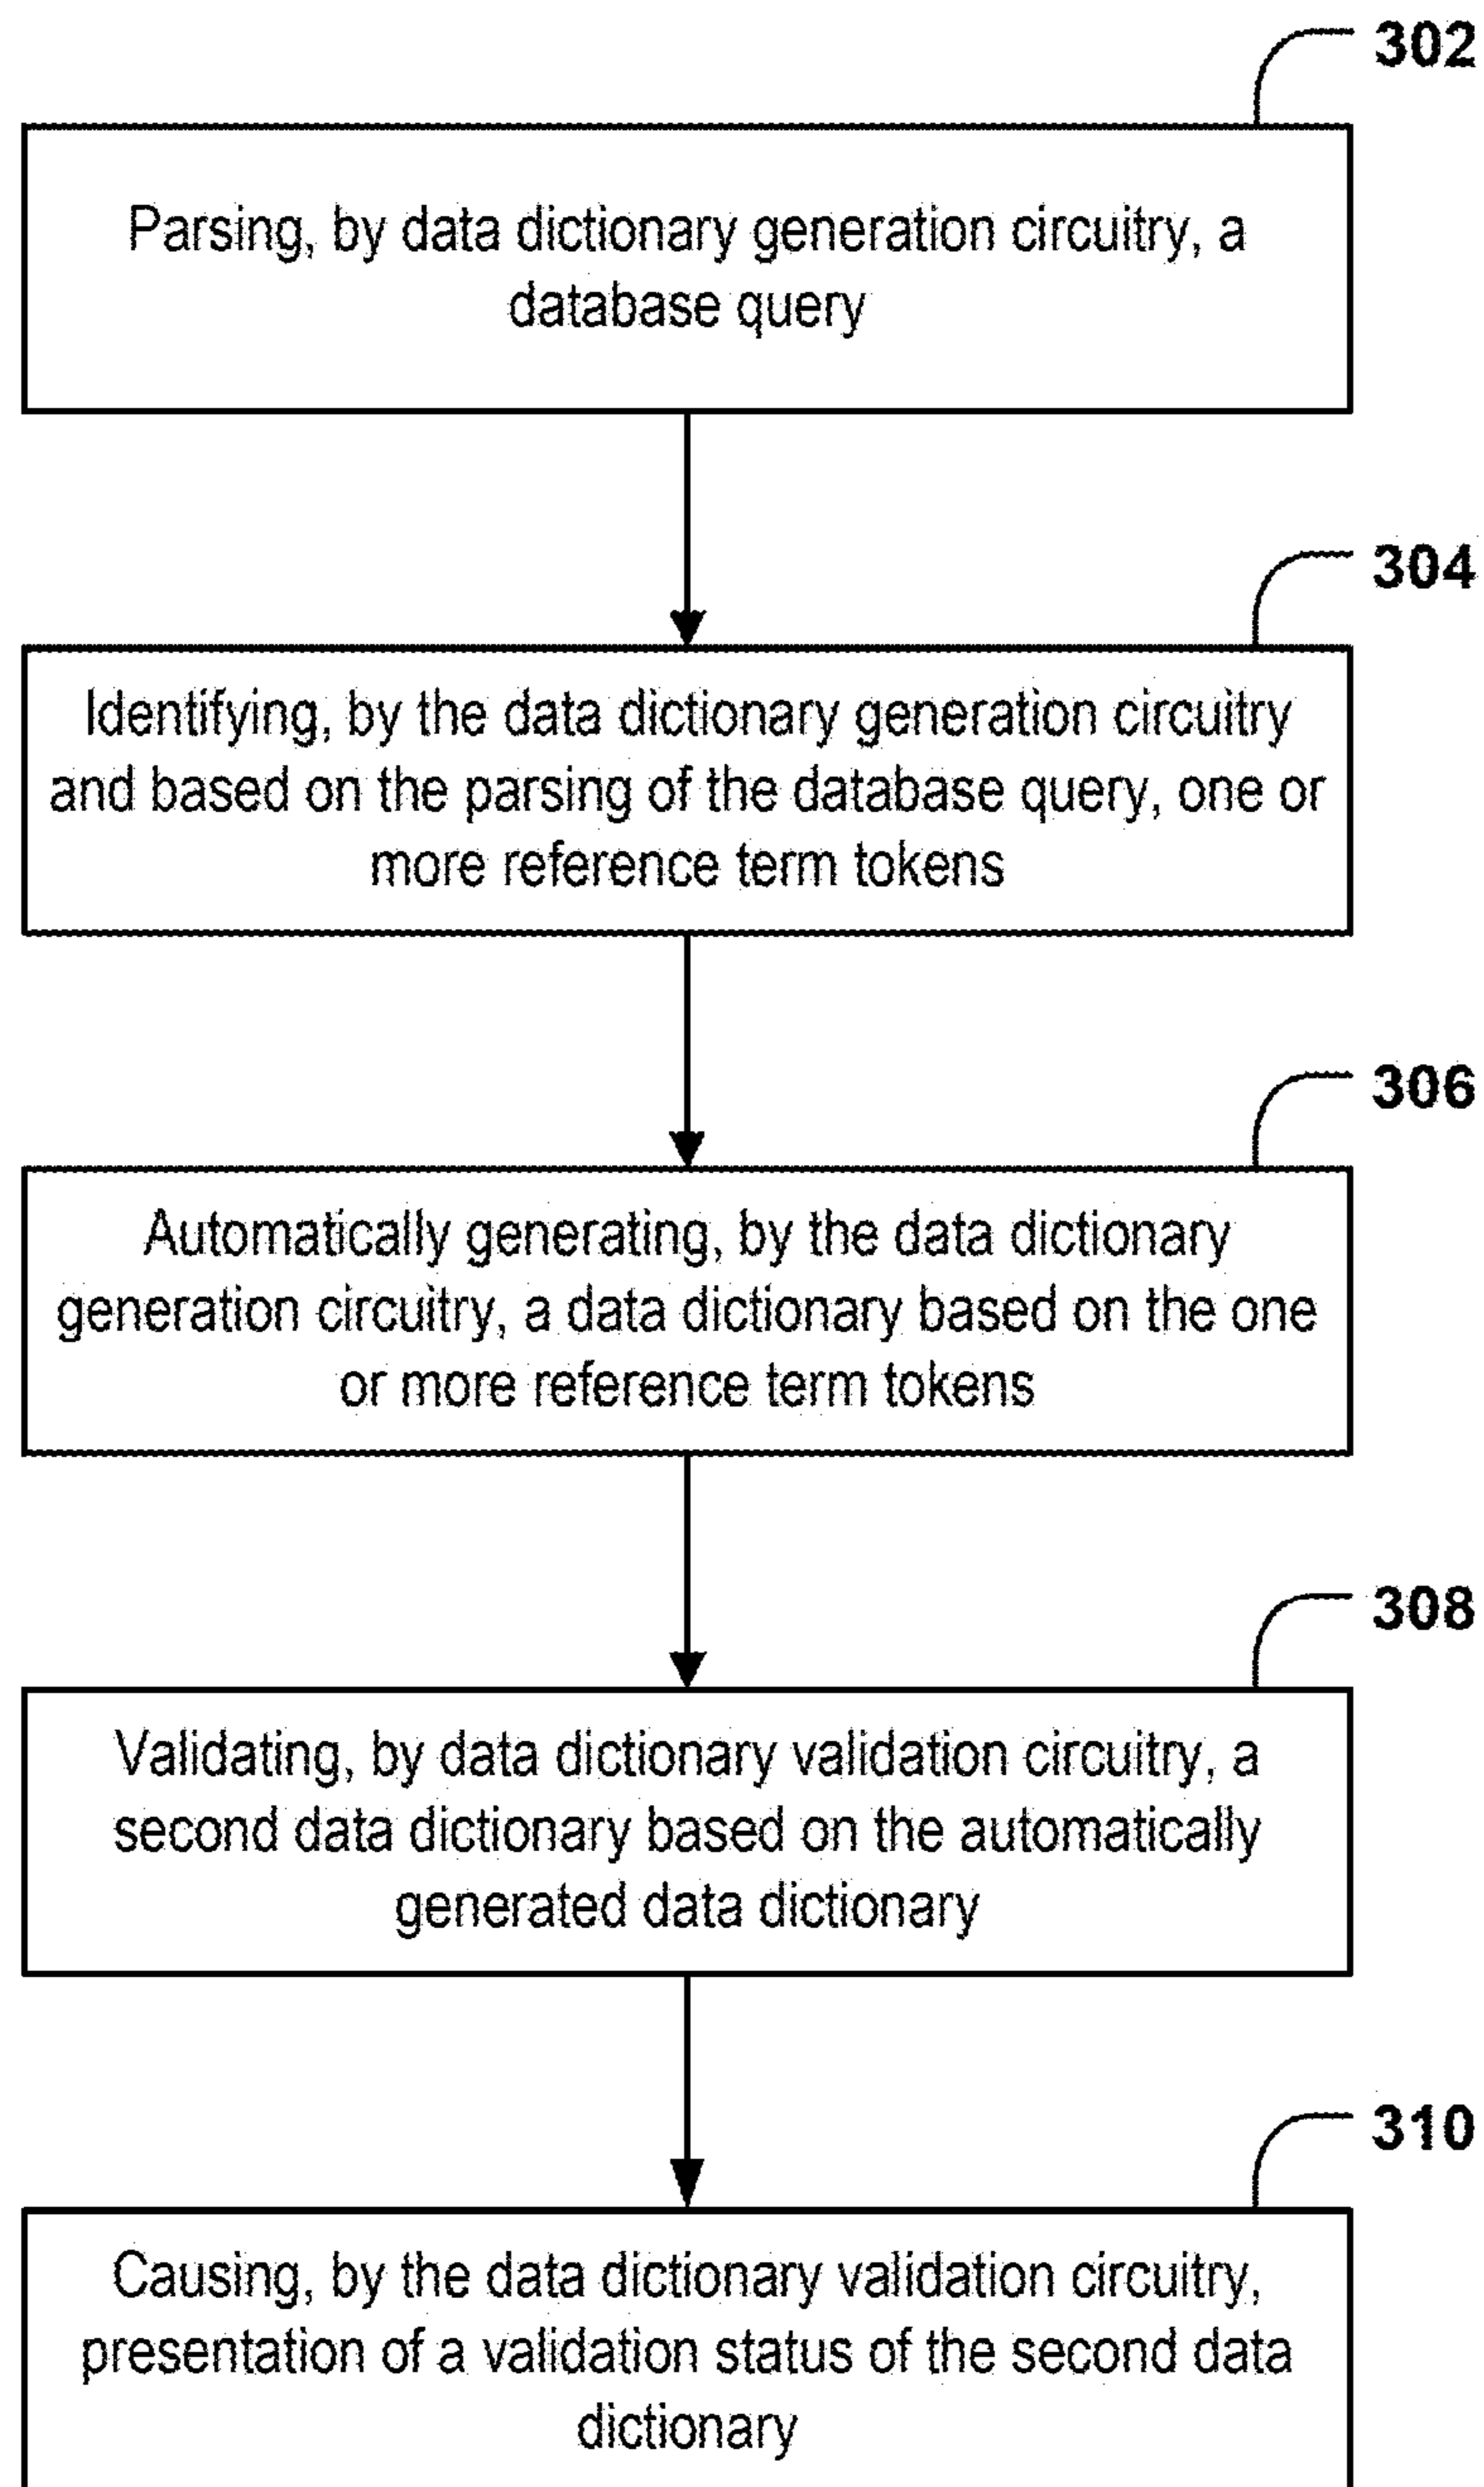 302
Parsing, by data dictionary generation circuitry, a
database query
304
Identifying, by the data dictionary generation circuitry
and based on the parsing of the database query, one or
more reference term tokens
306
Automatically generating, by the data dictionary
generation circuitry, a data dictionary based on the one
or more reference term tokens
308
Validating, by data dictionary validation circuitry, a
second data dictionary based on the automatically
generated data dictionary
310
Causing, by the data dictionary validation circuitry,
presentation of a validation status of the second data
dictionary